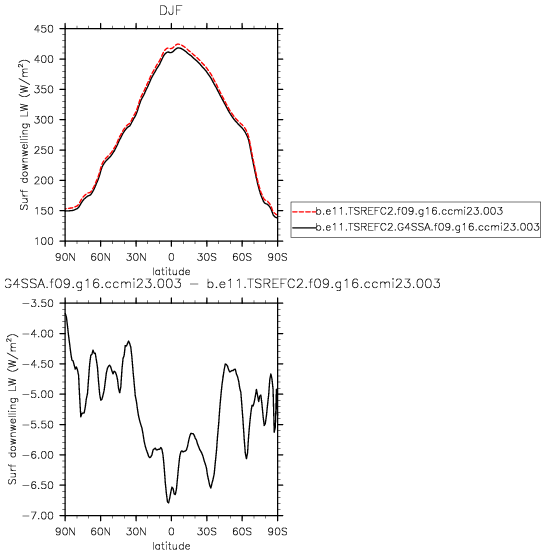 DJF
450
400
350
300
250
200
150
100
Surf downwelling LW (W/m²)
90N 60N 30N 0 30S 60S 90S
latitude
b.e11.TSREFC2.f09.g16.ccmi23.003
b.e11.TSREFC2.G4SSA.f09.g16.ccmi23.003
G4SSA.f09.g16.ccmi23.003 − b.e11.TSREFC2.f09.g16.ccmi23.003
−3.50
−4.00
−4.50
−5.00
−5.50
−6.00
−6.50
−7.00
Surf downwelling LW (W/m²)
90N 60N 30N 0 30S 60S 90S
latitude